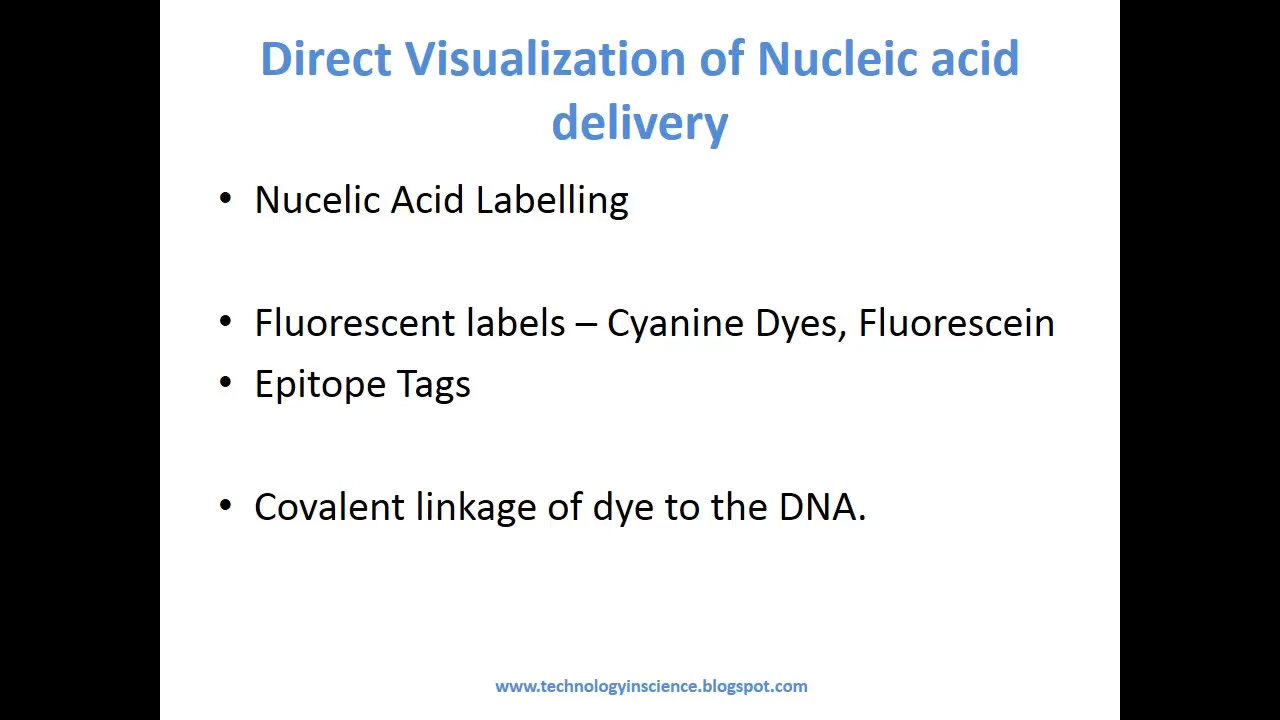 Direct Visualization of Nucleic acid
delivery
• Nucelic Acid Labelling
• Fluorescent labels – Cyanine Dyes, Fluorescein
• Epitope Tags
• Covalent linkage of dye to the DNA.
www.technologyinscience.blogspot.com